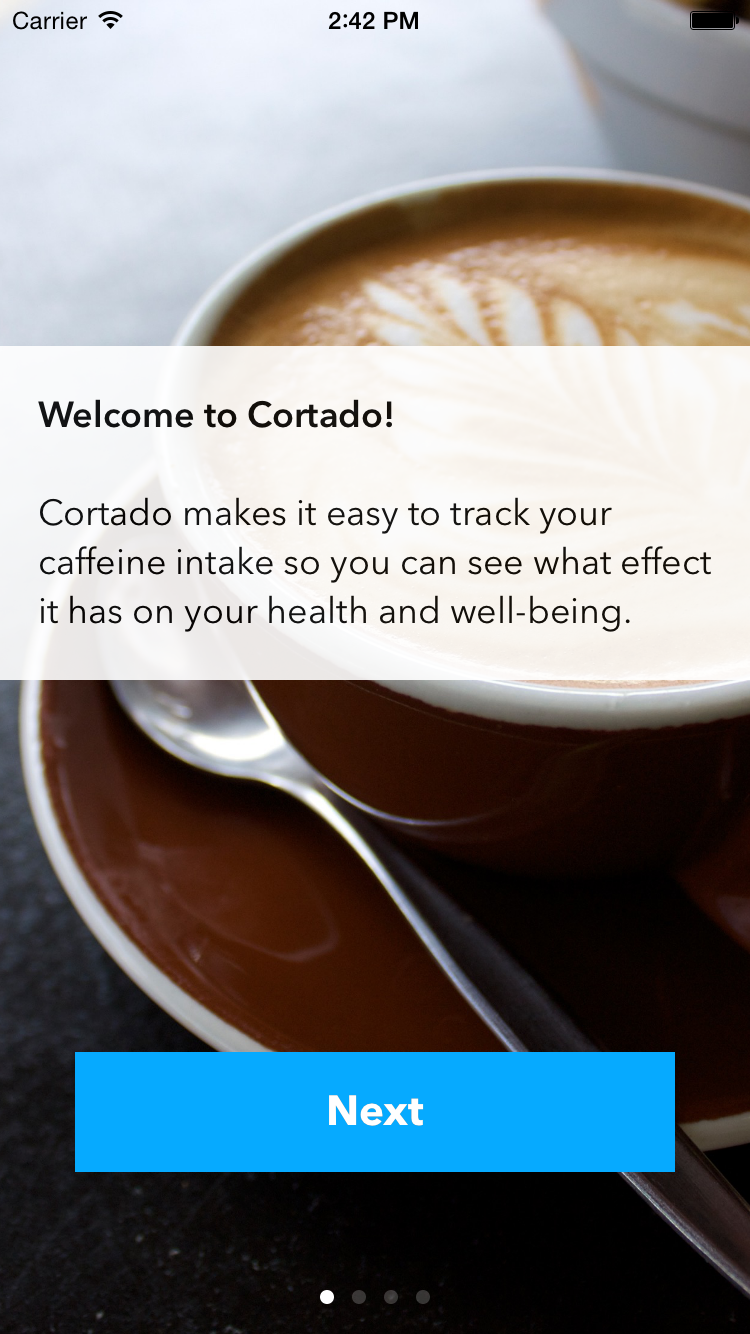 Carrier 2:42 PM
Welcome to Cortado!
Cortado makes it easy to track your
caffeine intake so you can see what effect
it has on your health and well-being.
Next